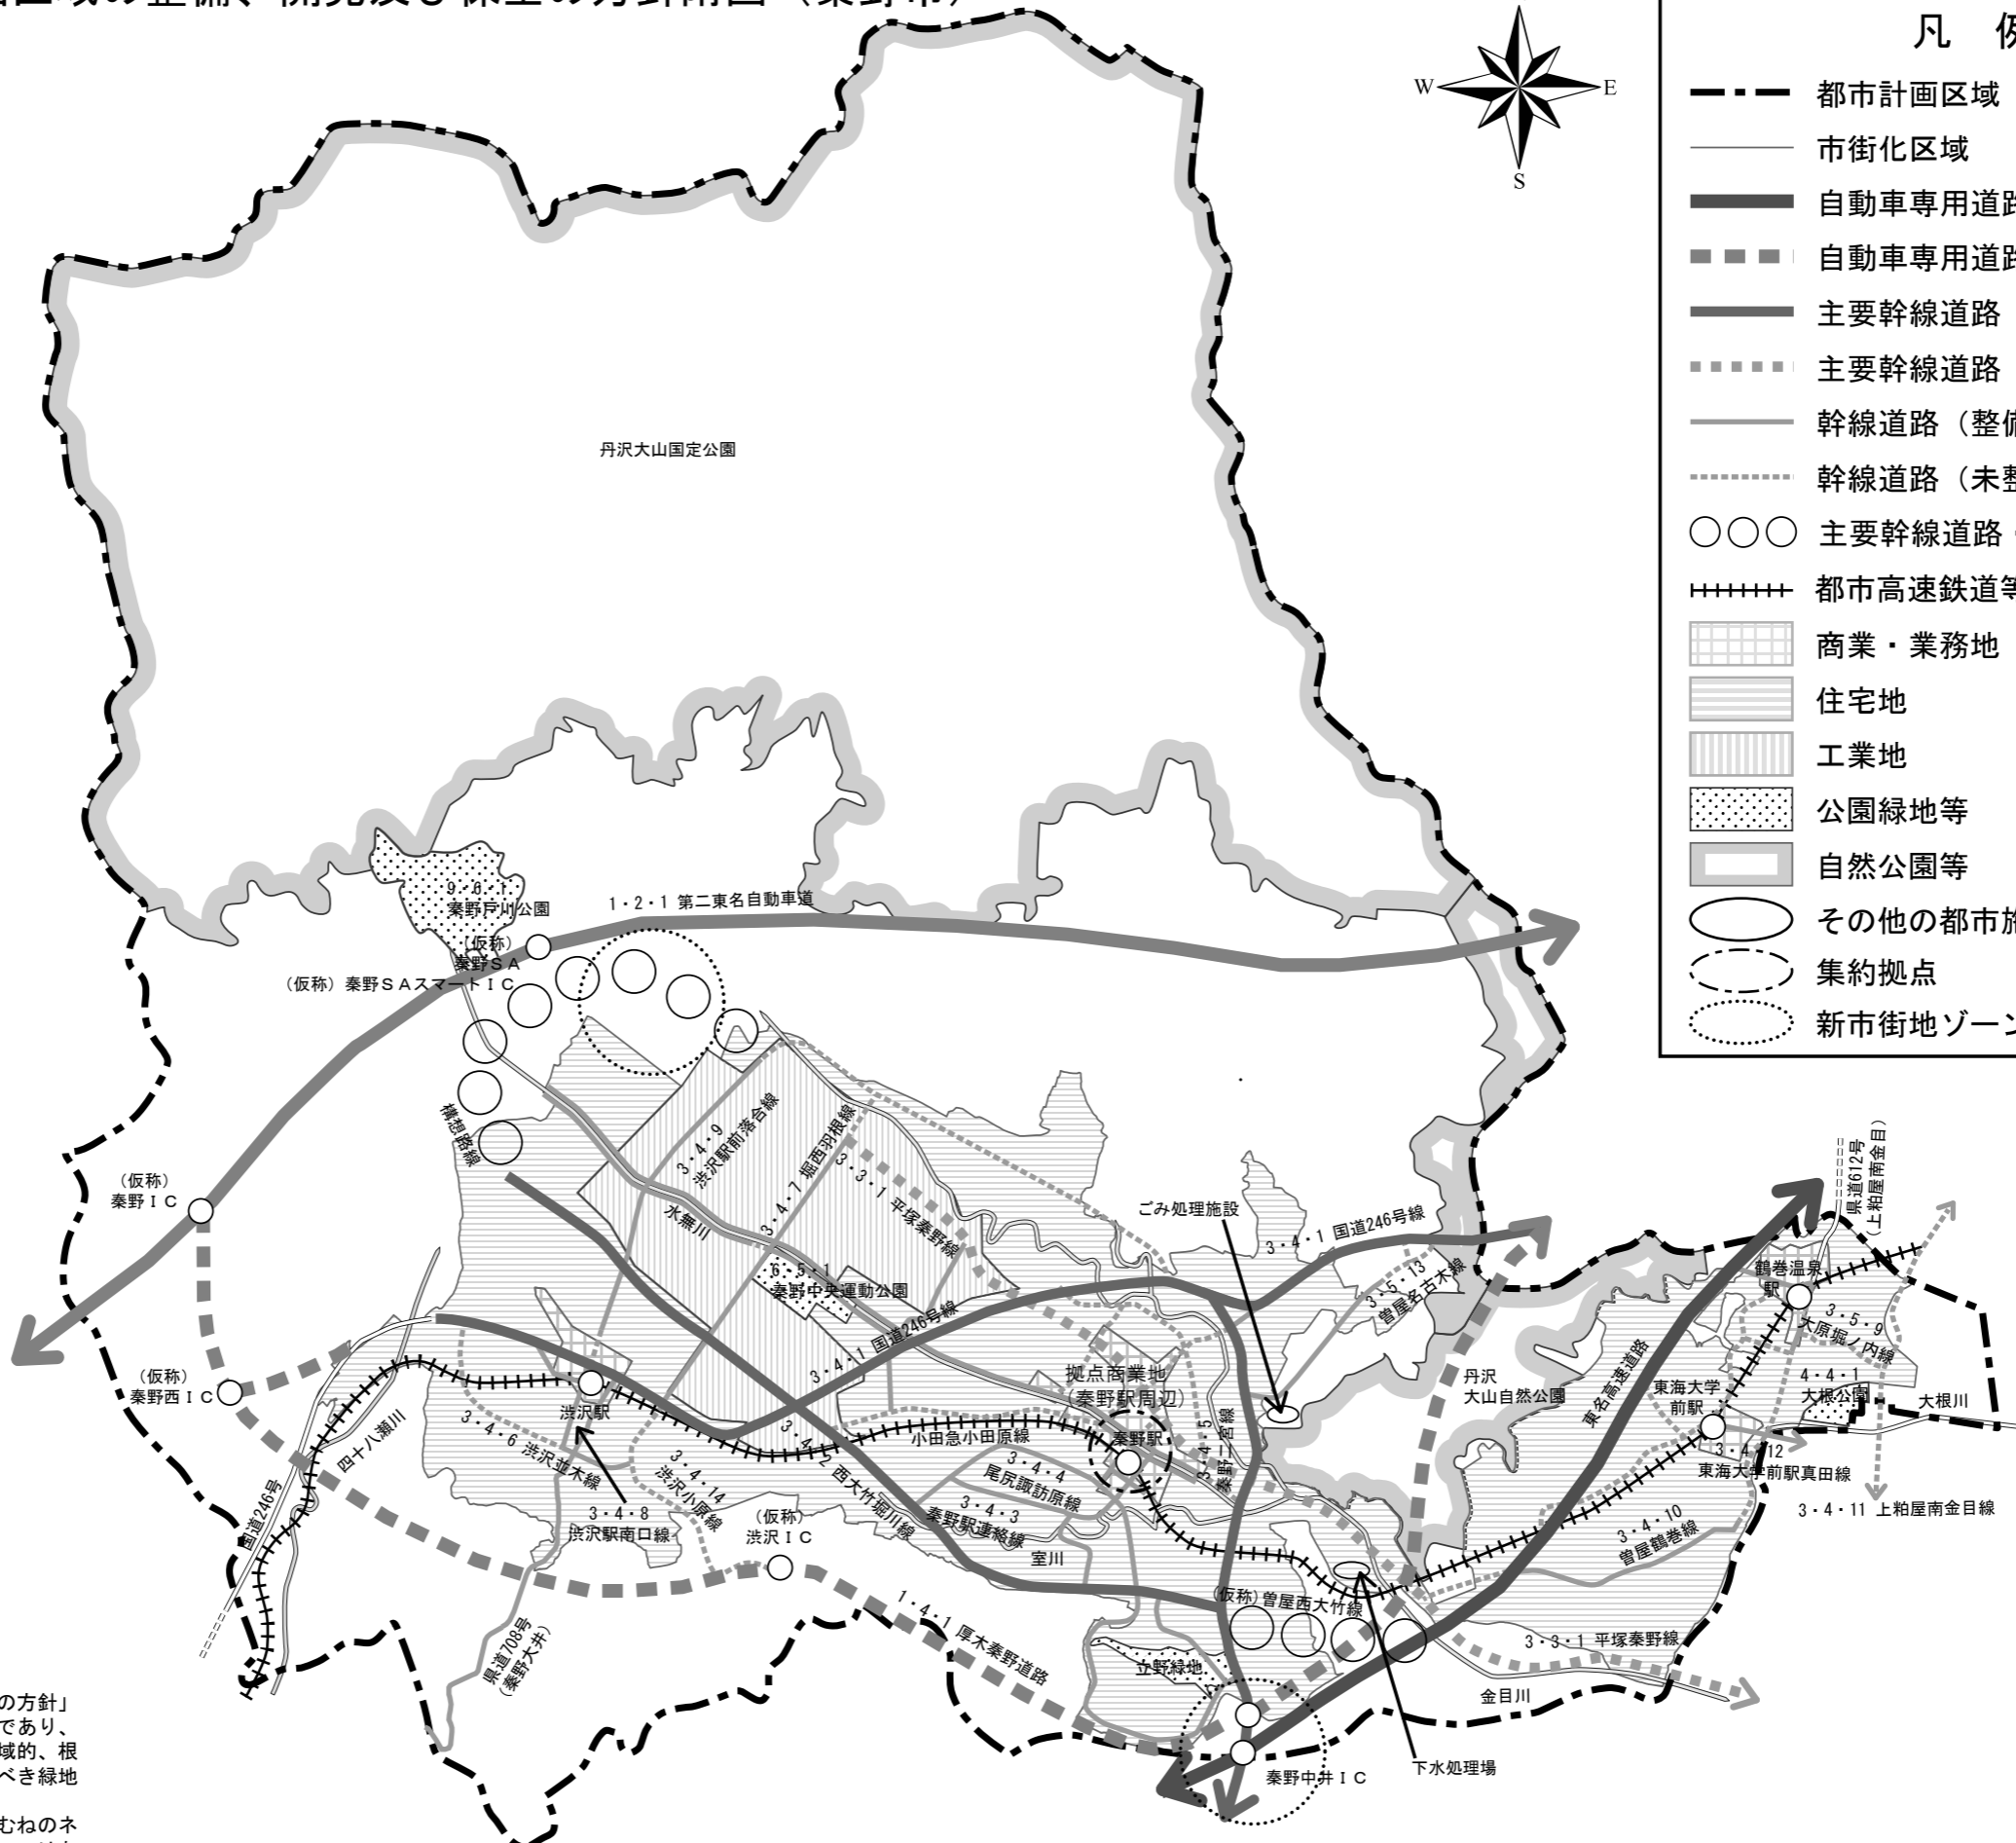 区域の整備、開発及び保全の方針附図（秦野市）
W
E
S
凡 例
都市計画区域
市街化区域
自動車専用道路
自動車専用道路
主要幹線道路
主要幹線道路
幹線道路（整備
幹線道路（未整
主要幹線道路・
都市高速鉄道等
商業・業務地
住宅地
工業地
公園緑地等
自然公園等
その他の都市施
集約拠点
新市街地ゾーン
丹沢大山国定公園
9・6・1
秦野戸川公園
1・2・1 第二東名自動車道
（仮称）
秦野ＳＡ
（仮称）秦野ＳＡスマートＩＣ
構想路線
（仮称）
秦野ＩＣ
（仮称）
秦野西ＩＣ
3・4・9
渋沢駅前落合線
3・4・7 堀西羽根線
3・3・1 平塚秦野線
水無川
6・5・1
秦野中央運動公園
ごみ処理施設
3・4・1 国道246号線
3・5・13
曽屋名古木線
県道612号
（上粕屋南金目）
鶴巻温泉
駅
3・5・9
大原堀ノ内線
4・4・1
大根公園
大根川
東海大学
前駅
3・4・12
東海大学前駅真田線
3・4・11 上粕屋南金目線
東名高速道路
丹沢
大山自然公園
3・4・1 国道246号線
拠点商業地
（秦野駅周辺）
秦野駅
3・4・5
秦野二宮線
小田急小田原線
渋沢駅
3・4・6 渋沢並木線
四十八瀬川
国道246号
3・4・14
渋沢小原線
3・4・8
渋沢駅南口線
3・4・2 西大竹堀川線
3・4・4
尾尻諏訪原線
3・4・3
秦野駅連絡線
室川
（仮称）
渋沢ＩＣ
3・4・10
曽屋鶴巻線
（仮称）曽屋西大竹線
県道708号
（秦野大井）
1・4・1 厚木秦野道路
立野緑地
3・3・1 平塚秦野線
金目川
秦野中井ＩＣ
下水処理場
の方針」
であり、
域的、根
べき緑地
むねのネ